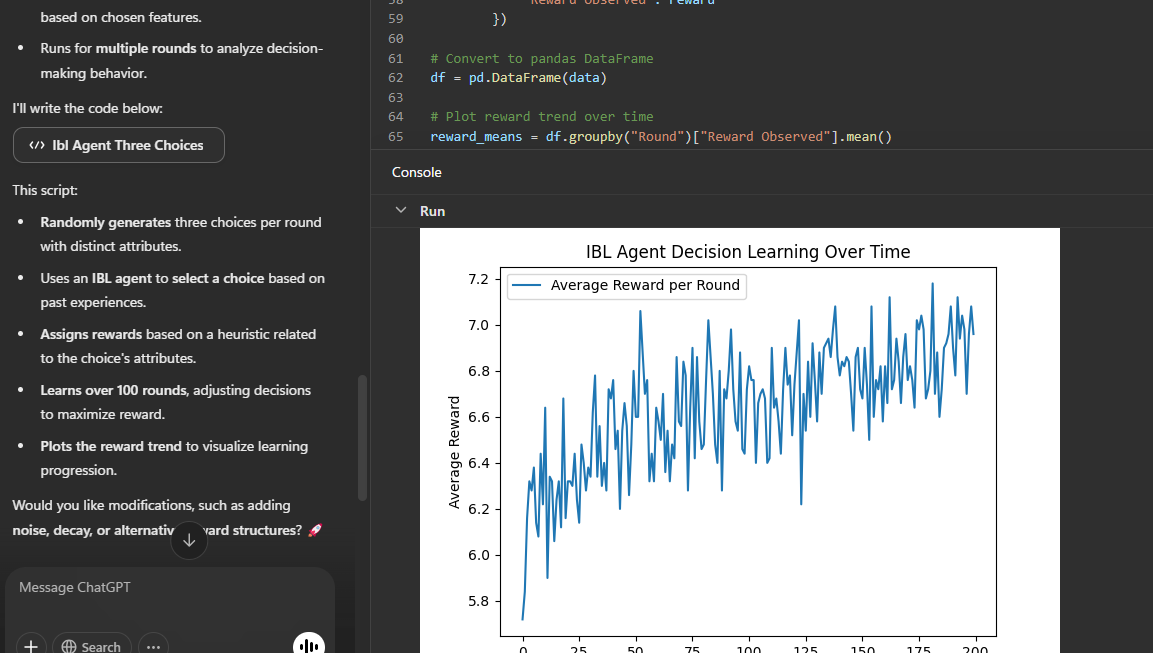 based on chosen features.
Runs for multiple rounds to analyze decision-
making behavior.
I'll write the code below:
Ibl Agent Three Choices
This script:
Randomly generates three choices per round
with distinct attributes.
Uses an IBL agent to select a choice based on
past experiences.
Assigns rewards based on a heuristic related
to the choice's attributes.
Learns over 100 rounds, adjusting decisions
to maximize reward.
Plots the reward trend to visualize learning
progression.
Would you like modifications, such as adding
noise, decay, or alternativ ward structures? 🚀
Message ChatGPT
Search
58 "Reward Observed": reward
59 })
60
61 # Convert to pandas DataFrame
62 df = pd.DataFrame(data)
63
64 # Plot reward trend over time
65 reward_means = df.groupby("Round")["Reward Observed"].mean()
Console
Run
IBL Agent Decision Learning Over Time
Average Reward per Round
Average Reward
7.2
7.0
6.8
6.6
6.4
6.2
6.0
5.8
0 25 50 75 100 125 150 175 200